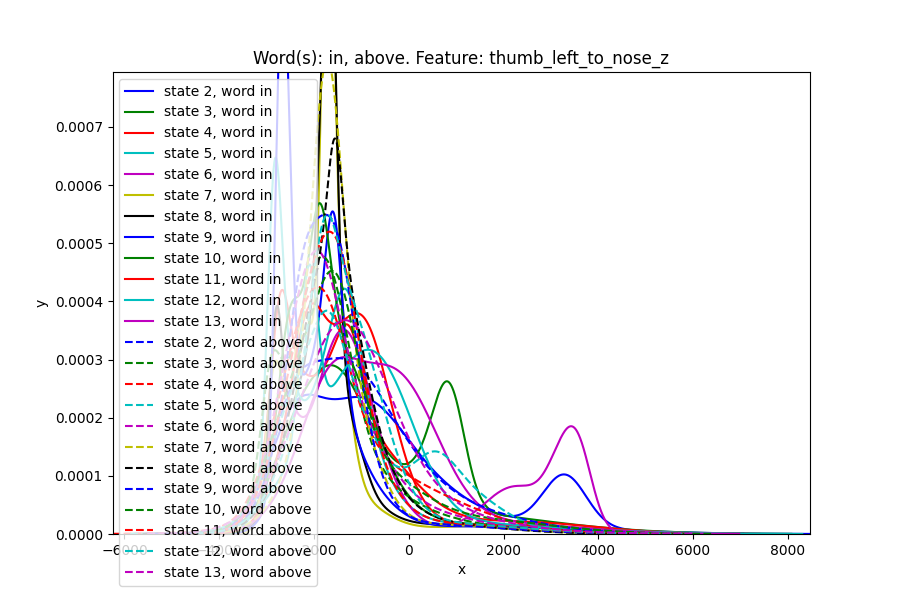 Word(s): in, above. Feature: thumb_left_to_nose_z
y
0.0007
0.0006
0.0005
0.0004
0.0003
0.0002
0.0001
0.0000
state 2, word in
state 3, word in
state 4, word in
state 5, word in
state 6, word in
state 7, word in
state 8, word in
state 9, word in
state 10, word in
state 11, word in
state 12, word in
state 13, word in
state 2, word above
state 3, word above
state 4, word above
state 5, word above
state 6, word above
state 7, word above
state 8, word above
state 9, word above
state 10, word above
state 11, word above
state 12, word above
state 13, word above
−6000 −4000 −2000 0 2000 4000 6000 8000
x